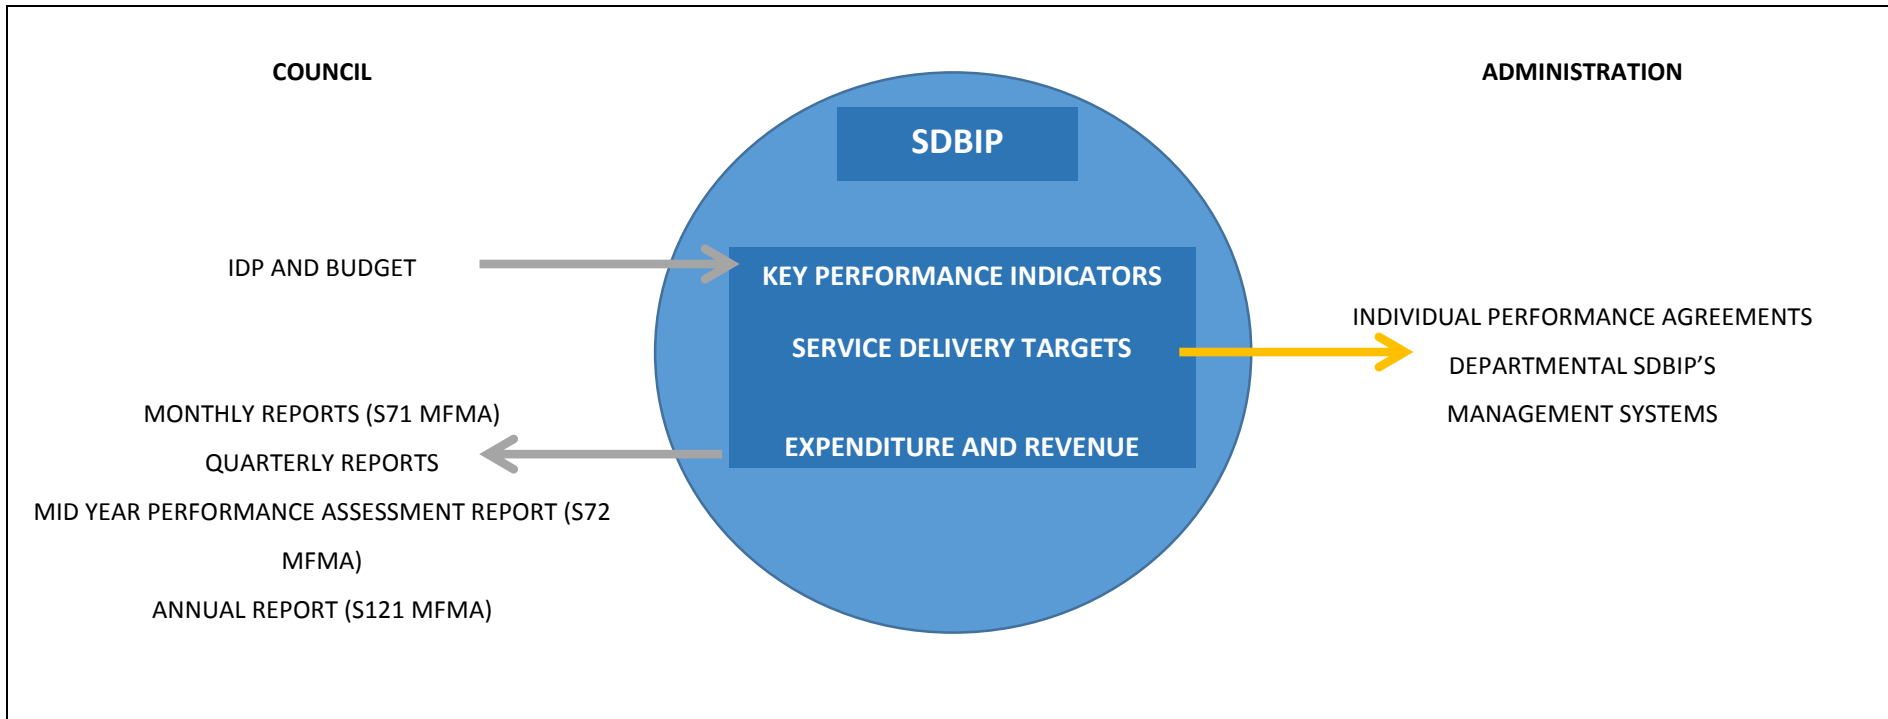 COUNCIL
ADMINISTRATION
SDBIP
IDP AND BUDGET
KEY PERFORMANCE INDICATORS
SERVICE DELIVERY TARGETS
EXPENDITURE AND REVENUE
MONTHLY REPORTS (S71 MFMA)
QUARTERLY REPORTS
MID YEAR PERFORMANCE ASSESSMENT REPORT (S72
MFMA)
ANNUAL REPORT (S121 MFMA)
INDIVIDUAL PERFORMANCE AGREEMENTS
DEPARTMENTAL SDBIP’S
MANAGEMENT SYSTEMS